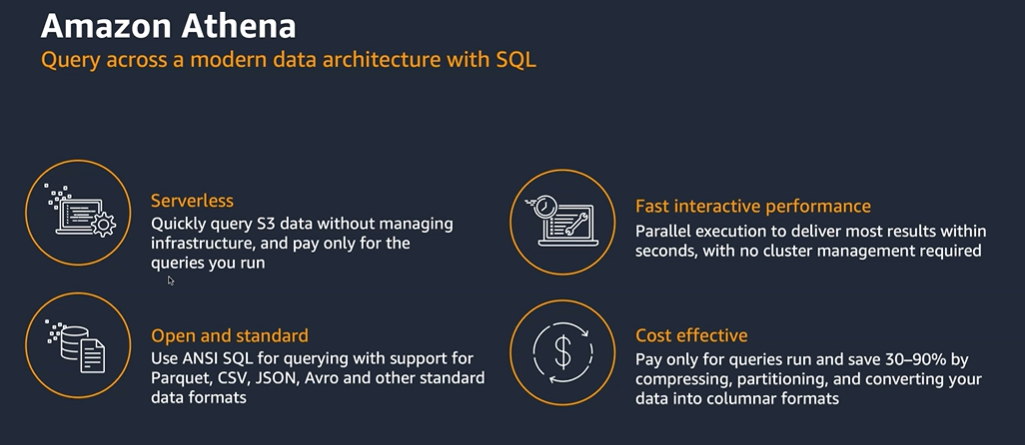 Amazon Athena
Query across a modern data architecture with SQL
Serverless
Quickly query S3 data without managing
infrastructure, and pay only for the
queries you run
Fast interactive performance
Parallel execution to deliver most results within
seconds, with no cluster management required
Open and standard
Use ANSI SQL for querying with support for
Parquet, CSV, JSON, Avro and other standard
data formats
Cost effective
Pay only for queries run and save 30–90% by
compressing, partitioning, and converting your
data into columnar formats